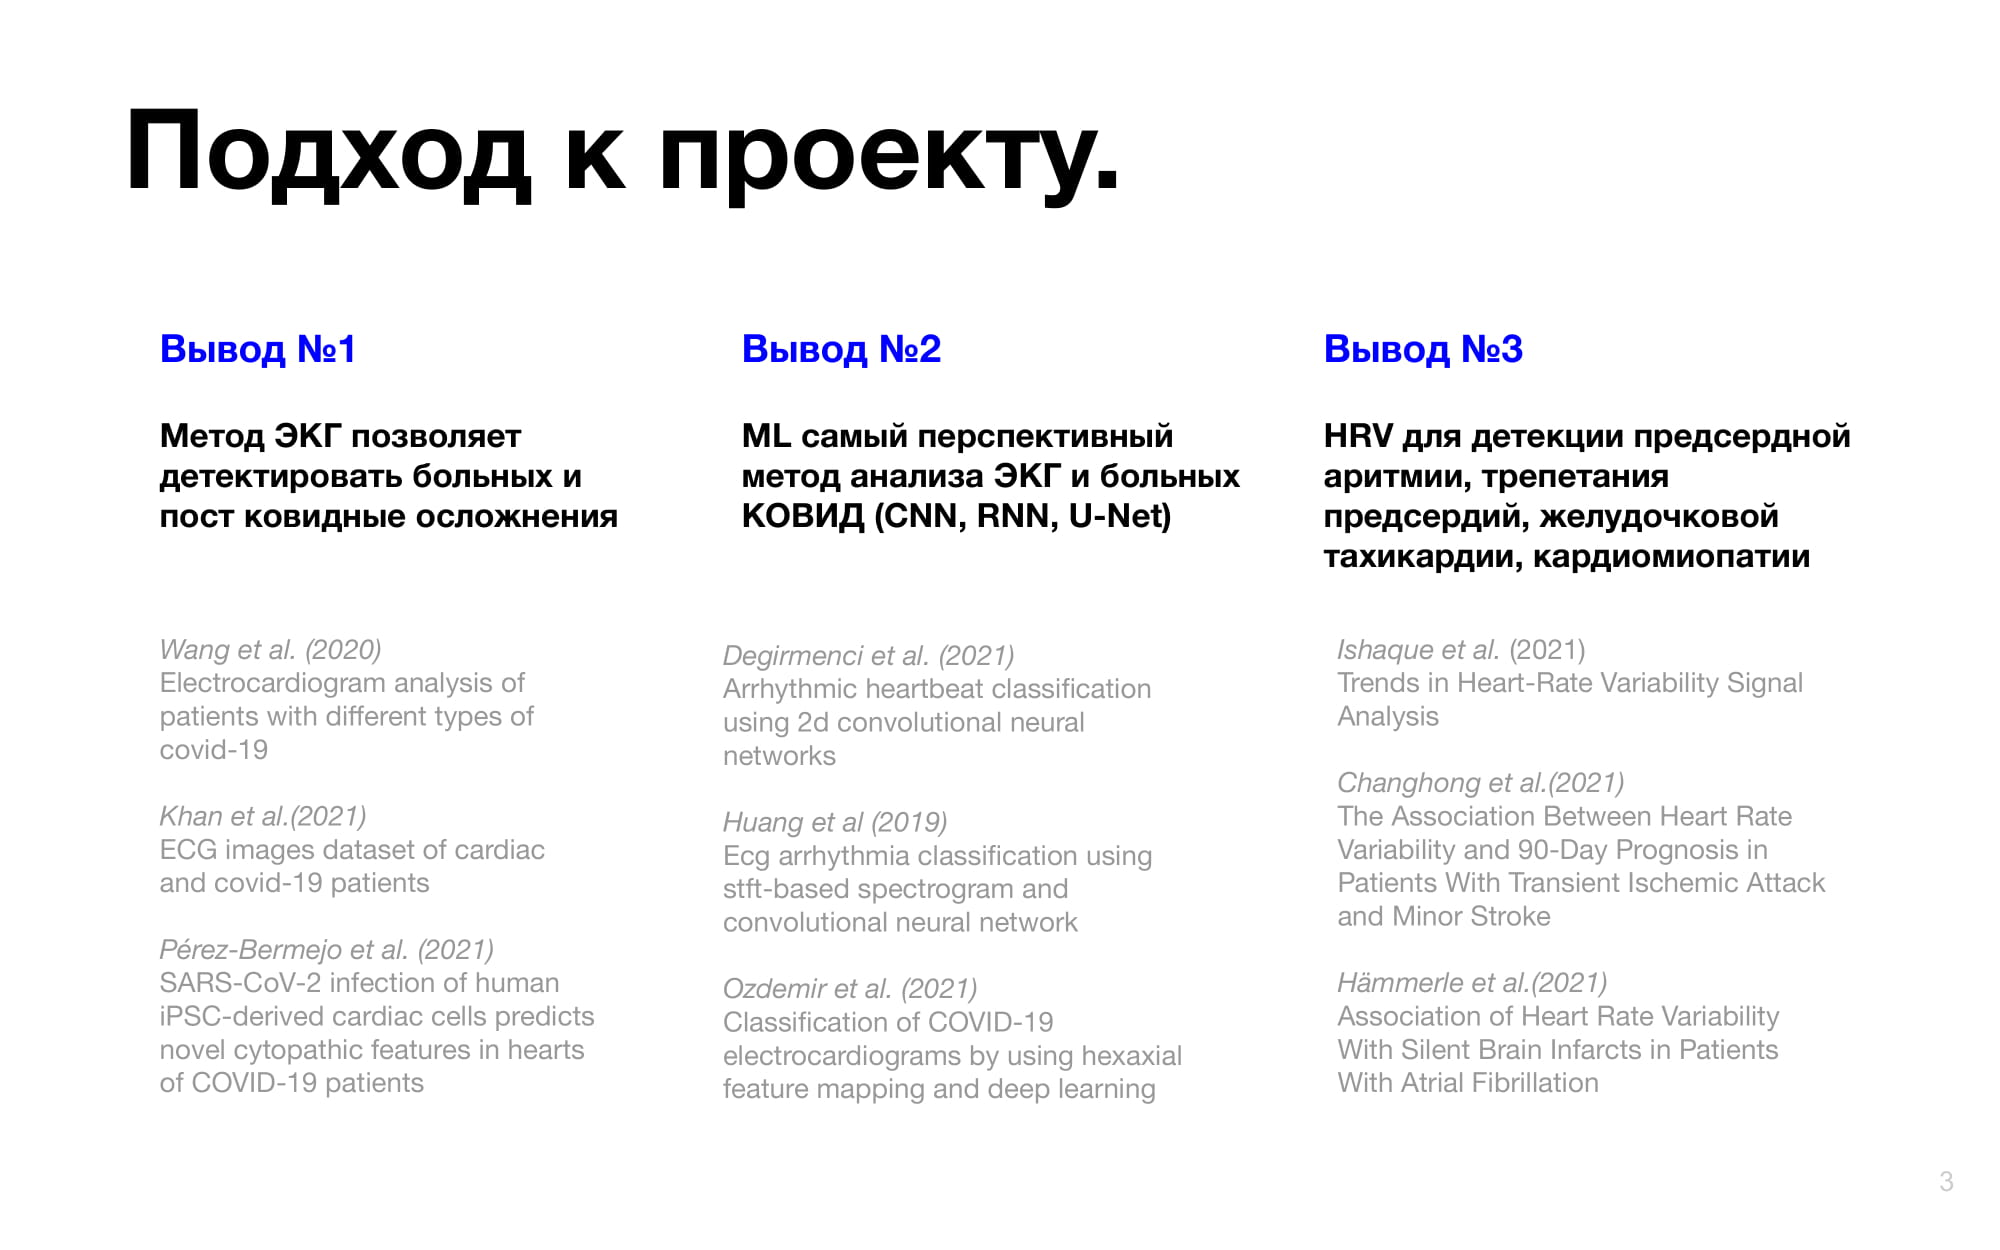 Подход к проекту.
Вывод №1
Метод ЭКГ позволяет
детектировать больных и
пост ковидные осложнения
Wang et al. (2020)
Electrocardiogram analysis of
patients with different types of
covid-19
Khan et al.(2021)
ECG images dataset of cardiac
and covid-19 patients
Pérez-Bermejo et al. (2021)
SARS-CoV-2 infection of human
iPSC-derived cardiac cells predicts
novel cytopathic features in hearts
of COVID-19 patients
Вывод №2
ML самый перспективный
метод анализа ЭКГ и больных
КОВИД (CNN, RNN, U-Net)
Degirmenci et al. (2021)
Arrhythmic heartbeat classification
using 2d convolutional neural
networks
Huang et al (2019)
Ecg arrhythmia classification using
stft-based spectrogram and
convolutional neural network
Ozdemir et al. (2021)
Classification of COVID-19
electrocardiograms by using hexaxial
feature mapping and deep learning
Вывод №3
HRV для детекции предсердной
аритмии, трепетания
предсердий, желудочковой
тахикардии, кардиомиопатии
Ishaque et al. (2021)
Trends in Heart-Rate Variability Signal
Analysis
Changhong et al.(2021)
The Association Between Heart Rate
Variability and 90-Day Prognosis in
Patients With Transient Ischemic Attack
and Minor Stroke
Hämmerle et al.(2021)
Association of Heart Rate Variability
With Silent Brain Infarcts in Patients
With Atrial Fibrillation
3